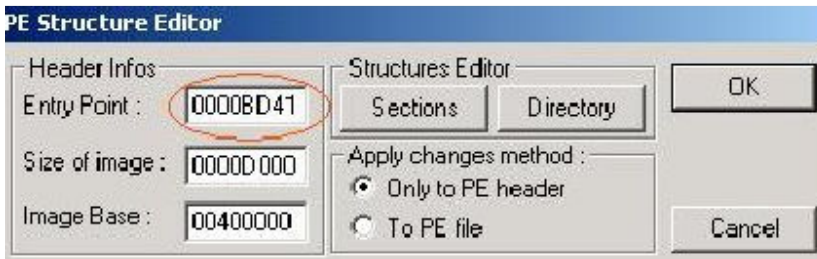 PE Structure Editor
Header Infos
Entry Point : 0000BD41
Size of image : 0000D000
Image Base : 00400000
Structures Editor
Sections Directory
Apply changes method :
Only to PE header
To PE file
OK
Cancel